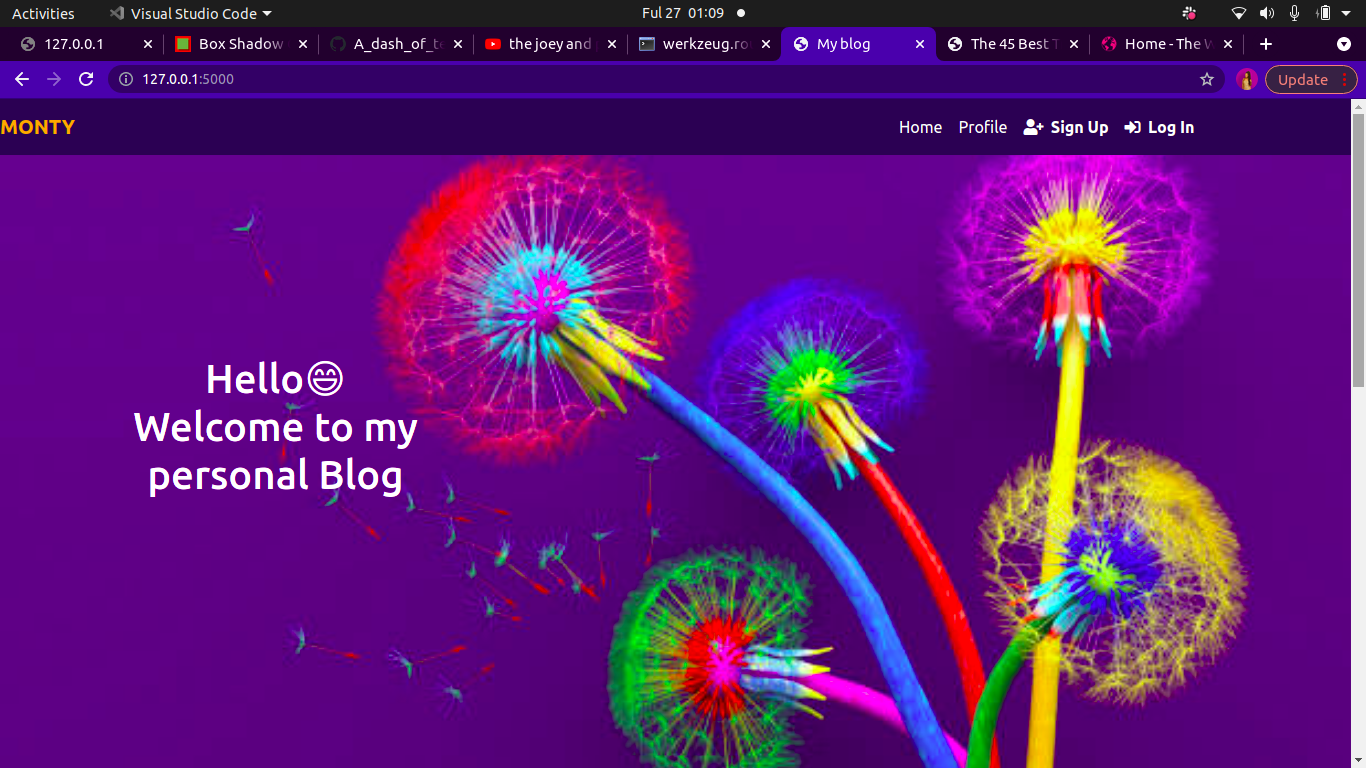 Activities
Visual Studio Code
Ful 27 01:09
127.0.0.1
Box Shadow
A_dash_of_te
the joey and
werkzeug.ro
My blog
The 45 Best T
Home - The W
127.0.0.1:5000
Update
MONTY
Home
Profile
Sign Up
Log In
Hello😄
Welcome to my
personal Blog